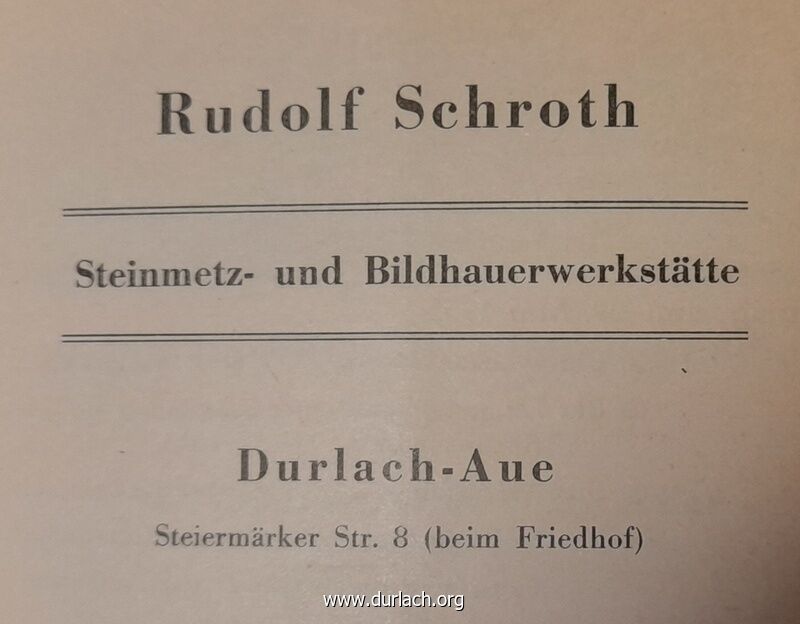 Rudolf Schroth
Steinmetz- und Bildhauerwerkstätte
Durlach-Aue
Steiermärker Str. 8 (beim Friedhof)
www.durlach.org